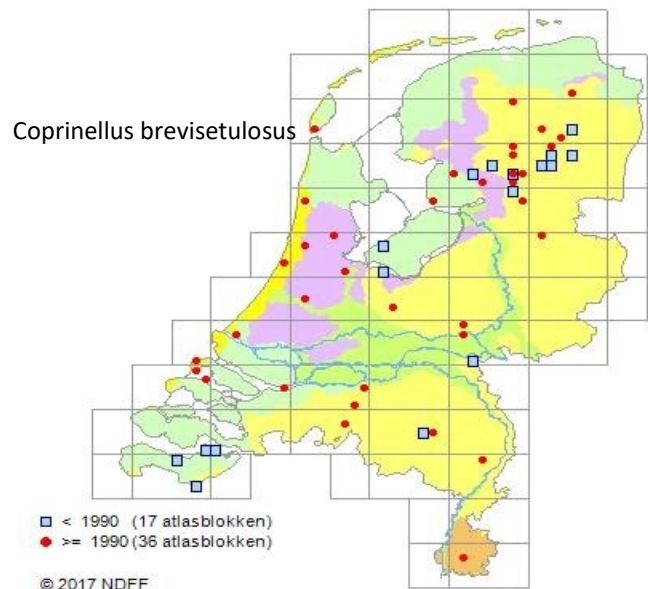 Coprinellus brevisetulosus
< 1990 (17 atlasblokken)
>= 1990 (36 atlasblokken)
© 2017 NDFF